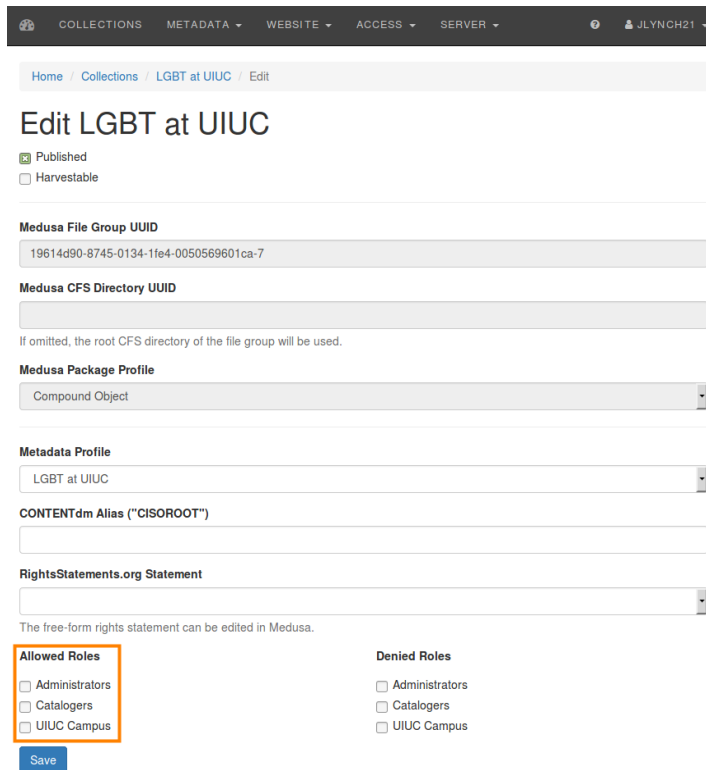 COLLECTIONS METADATA WEBSITE ACCESS SERVER ? JLYNCH21
Home / Collections / LGBT at UIUC / Edit
Edit LGBT at UIUC
Published
Harvestable
Medusa File Group UUID
19614d90-8745-0134-1fe4-0050569601ca-7
Medusa CFS Directory UUID
If omitted, the root CFS directory of the file group will be used.
Medusa Package Profile
Compound Object
Metadata Profile
LGBT at UIUC
CONTENTdm Alias ("CISOROOT")
RightsStatements.org Statement
The free-form rights statement can be edited in Medusa.
Allowed Roles Denied Roles
Administrators Administrators
Catalogers Catalogers
UIUC Campus UIUC Campus
Save